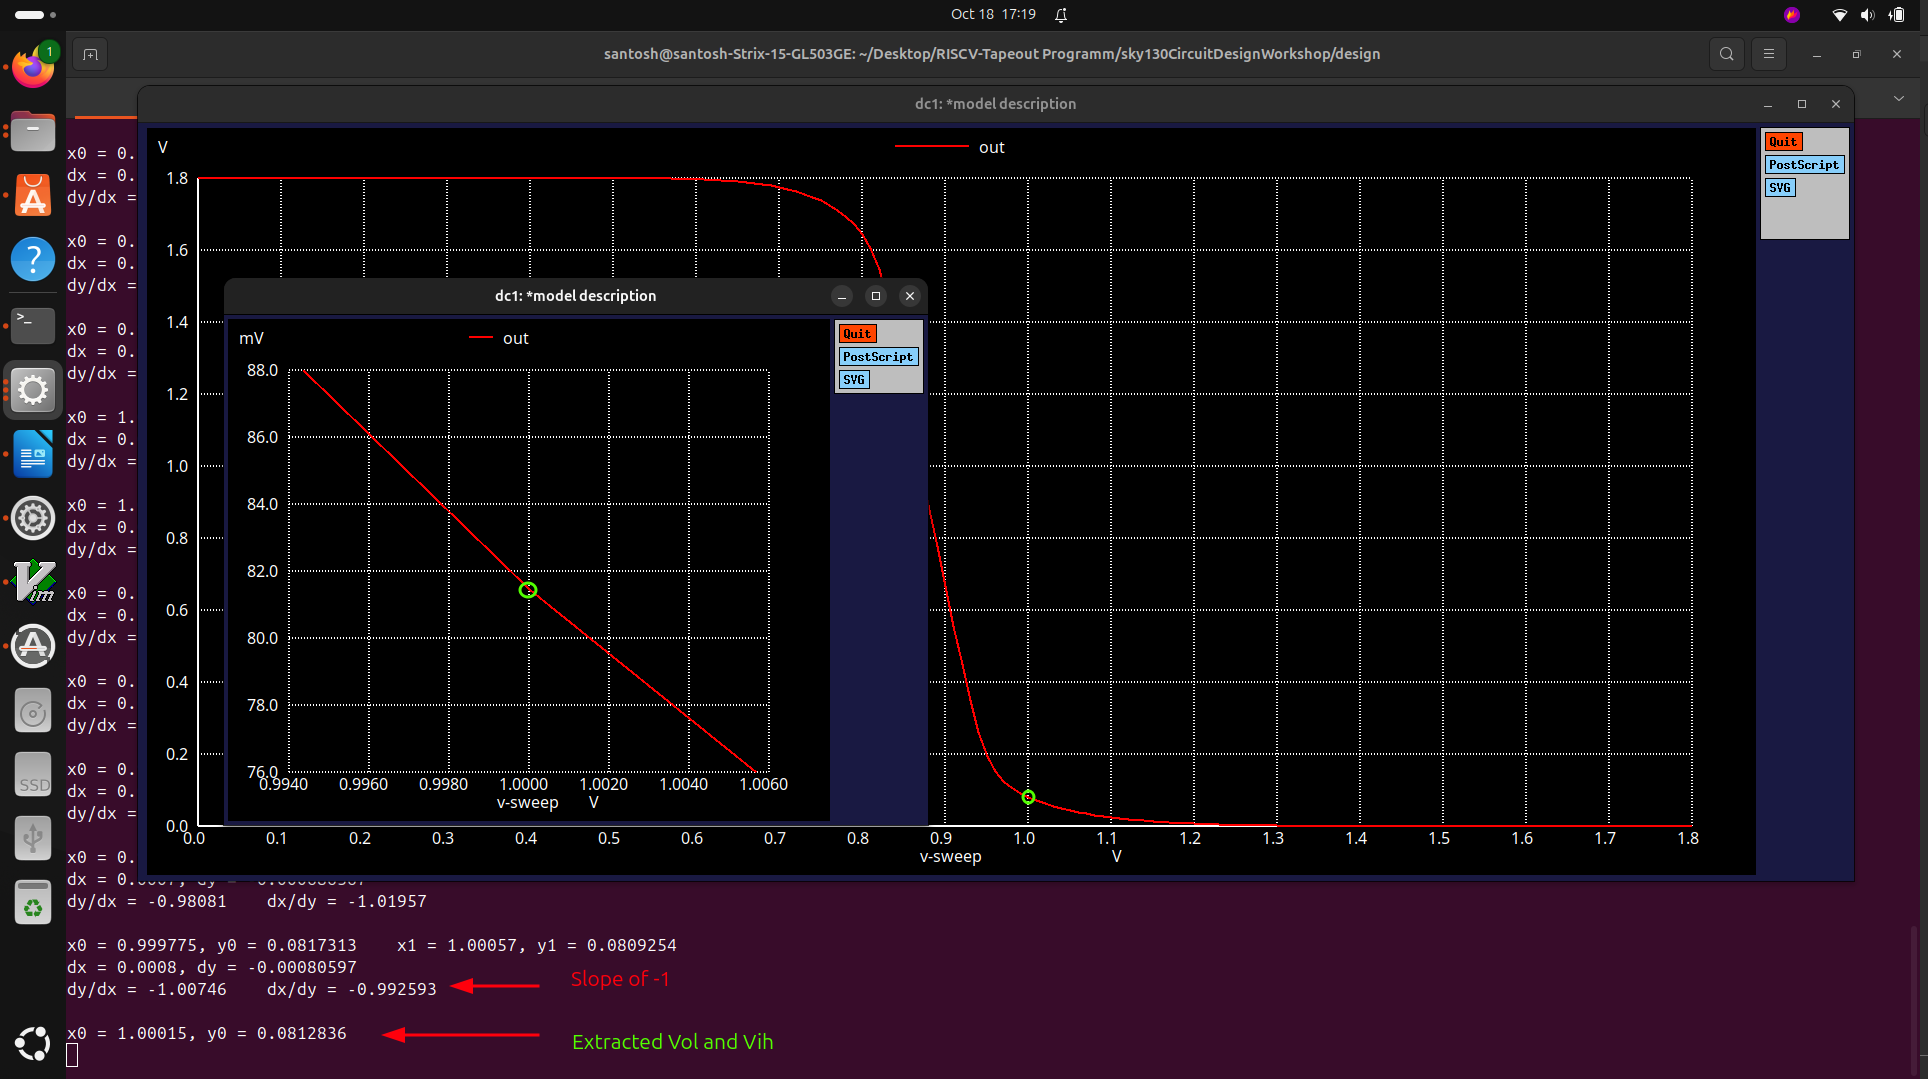 Oct 18 17:19
1
santosh@santosh-Strix-15-GL503GE: ~/Desktop/RISCV-Tapeout Programm/sky130CircuitDesignWorkshop/design
dc1: *model description
V
out
Quit
PostScript
SVG
1.8
1.6
1.4
1.2
1.0
0.8
0.6
0.4
0.2
0.0
0.0 0.1 0.2 0.3 0.4 0.5 0.6 0.7 0.8 0.9 1.0 1.1 1.2 1.3 1.4 1.5 1.6 1.7 1.8
v-sweep V
dc1: *model description
mV
out
Quit
PostScript
SVG
88.0
86.0
84.0
82.0
80.0
78.0
76.0
0.9940 0.9960 0.9980 1.0000 1.0020 1.0040 1.0060
v-sweep V
x0 = 0.
dx = 0.
dy/dx =
x0 = 0.
dx = 0.
dy/dx =
x0 = 0.
dx = 0.
dy/dx =
x0 = 1.
dx = 0.
dy/dx =
x0 = 1.
dx = 0.
dy/dx =
x0 = 0.
dx = 0.
dy/dx =
x0 = 0.
dx = 0.
dy/dx =
x0 = 0.
dx = 0.
dy/dx =
x0 = 0.
dx = 0.0007, dy =
dy/dx = -0.98081 dx/dy = -1.01957
x0 = 0.999775, y0 = 0.0817313 x1 = 1.00057, y1 = 0.0809254
dx = 0.0008, dy = -0.00080597
dy/dx = -1.00746 dx/dy = -0.992593
Slope of -1
x0 = 1.00015, y0 = 0.0812836
Extracted Vol and Vih
SSD
Vim